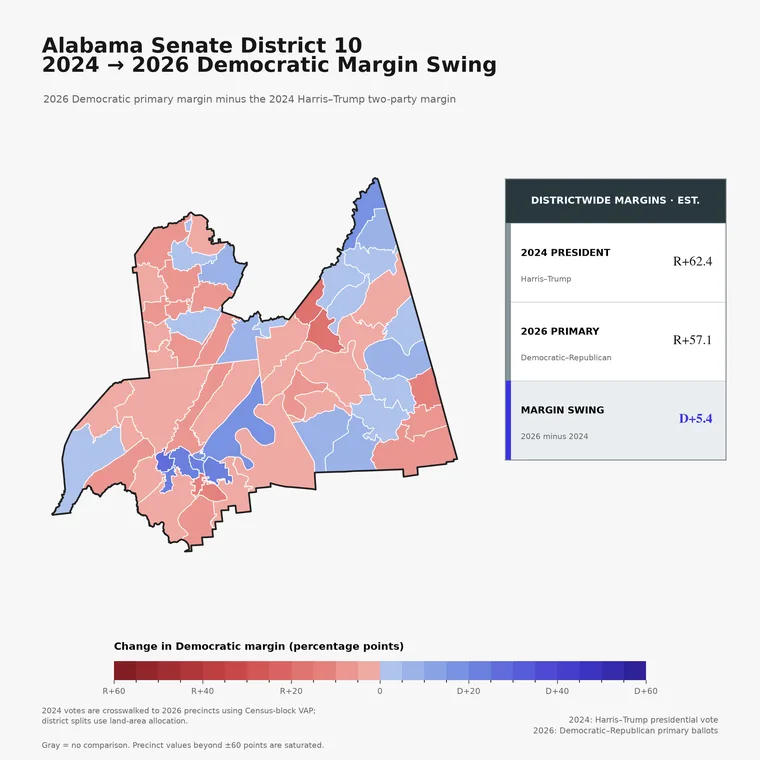 Alabama Senate District 10
2024 → 2026 Democratic Margin Swing
2026 Democratic primary margin minus the 2024 Harris–Trump two-party margin
DISTRICTWIDE MARGINS · EST.
2024 PRESIDENT
R+62.4
Harris–Trump
2026 PRIMARY
R+57.1
Democratic–Republican
MARGIN SWING
D+5.4
2026 minus 2024
Change in Democratic margin (percentage points)
R+60 R+40 R+20 0 D+20 D+40 D+60
2024 votes are crosswalked to 2026 precincts using Census-block VAP;
district splits use land-area allocation.
Gray = no comparison. Precinct values beyond ±60 points are saturated.
2024: Harris–Trump presidential vote
2026: Democratic–Republican primary ballots